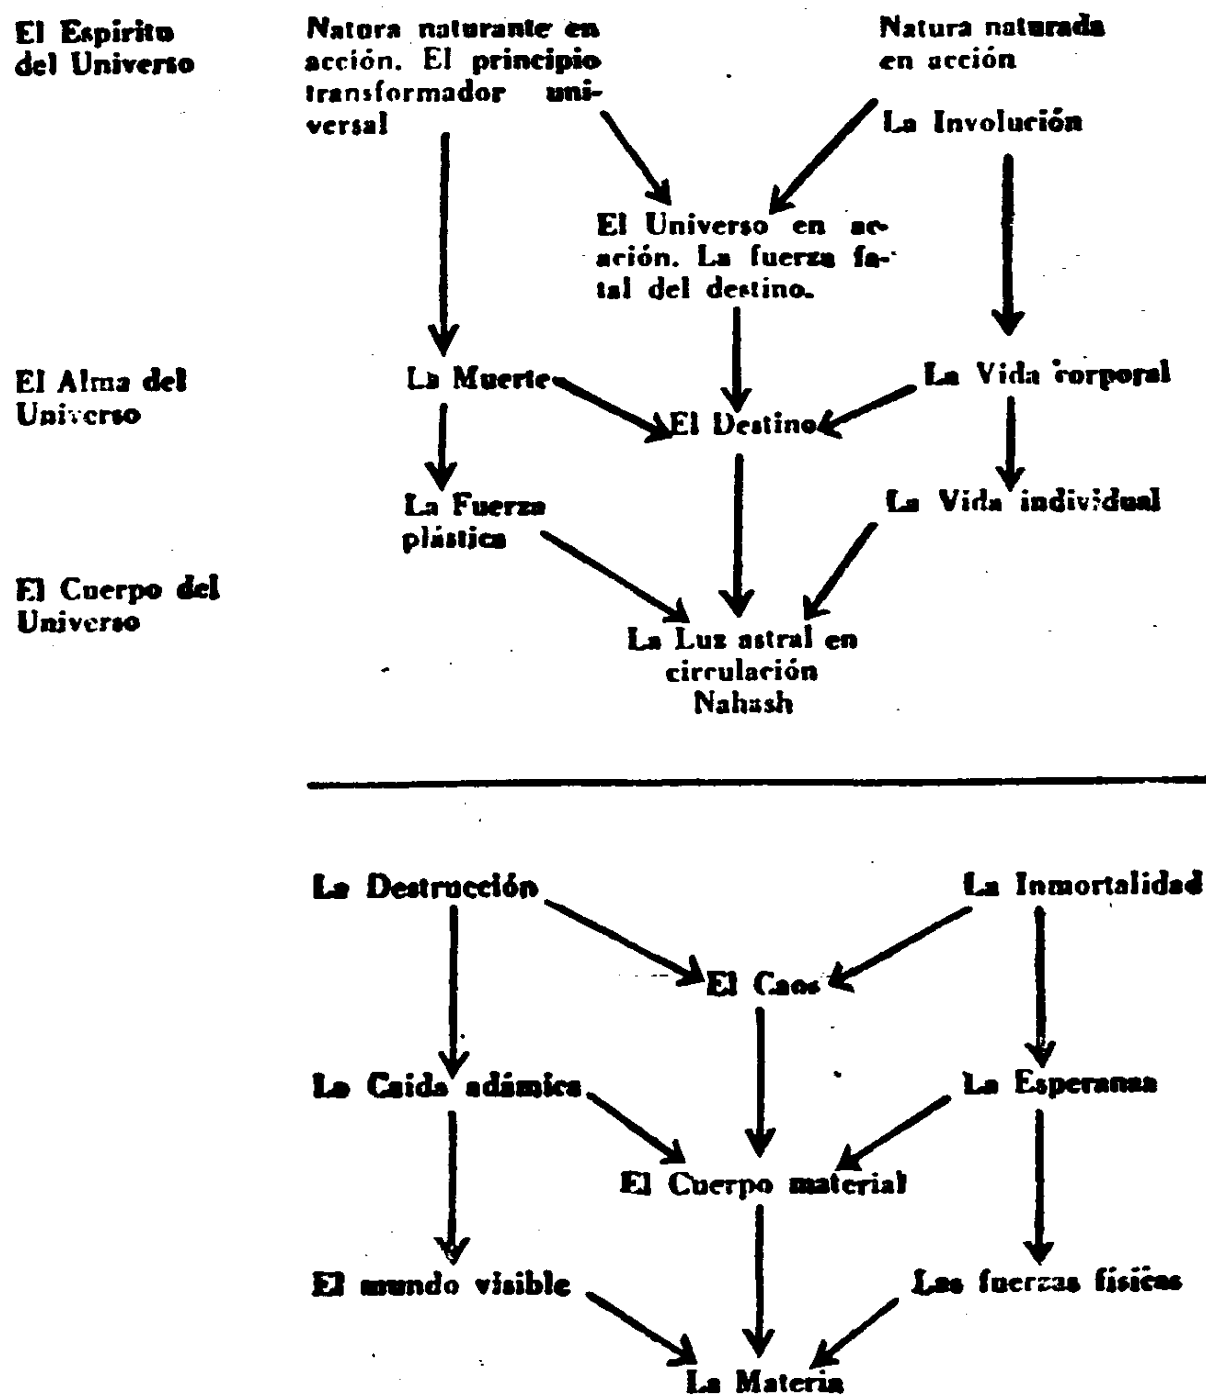 El Espíritu
del Universo
Natura naturante en
acción. El principio
transformador uni-
versal
Natura naturada
en acción
La Involución
El Universo en ac-
ación. La fuerza fa-
tal del destino.
El Alma del
Universo
La Muerte
La Vida corporal
El Destino
La Fuerza
plástica
La Vida individual
El Cuerpo del
Universo
La Luz astral en
circulación
Nahash
La Destrucción
La Inmortalidad
El Caos
La Caida adámica
La Esperanza
El Cuerpo material
El mundo visible
Las fuerzas físicas
La Materia